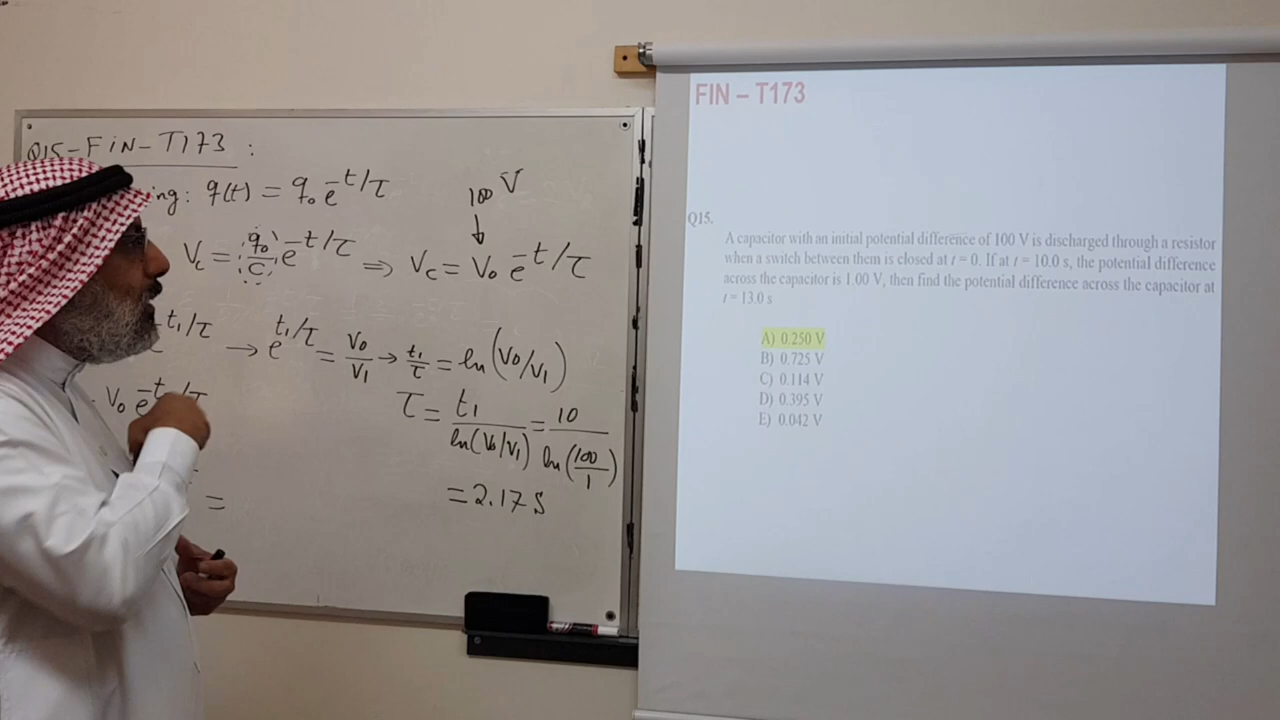 Q15-FiN-T173 :
ing: q(t) = q₀ e^-t/τ
100 V
↓
V_c = (q₀/C) e^-t/τ ⇒ V_c = V₀ e^-t/τ
t₁/τ → e^t₁/τ = V₀/V₁ → t₁/τ = ln(V₀/V₁)
V₀ e^-t /τ
τ = t₁/ln(V₀/V₁) = 10/ln(100/1)
=
= 2.17 S
FIN – T173
Q15.
A capacitor with an initial potential difference of 100 V is discharged through a resistor
when a switch between them is closed at t = 0. If at t = 10.0 s, the potential difference
across the capacitor is 1.00 V, then find the potential difference across the capacitor at
t = 13.0 s
A) 0.250 V
B) 0.725 V
C) 0.114 V
D) 0.395 V
E) 0.042 V